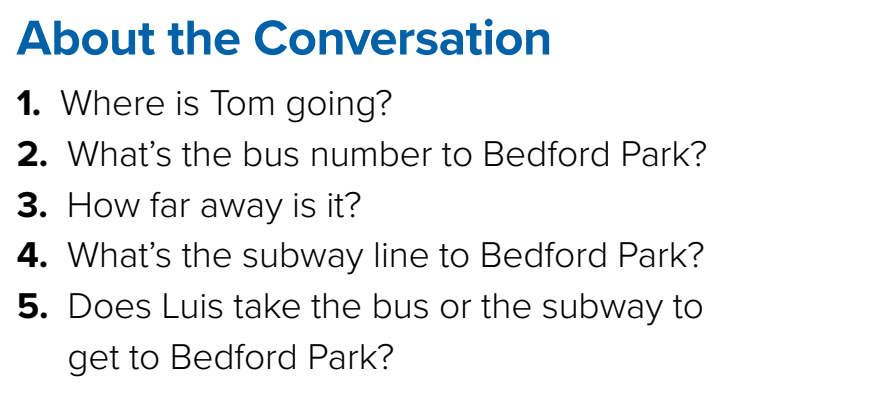 About the Conversation
1. Where is Tom going?
2. What’s the bus number to Bedford Park?
3. How far away is it?
4. What’s the subway line to Bedford Park?
5. Does Luis take the bus or the subway to
get to Bedford Park?